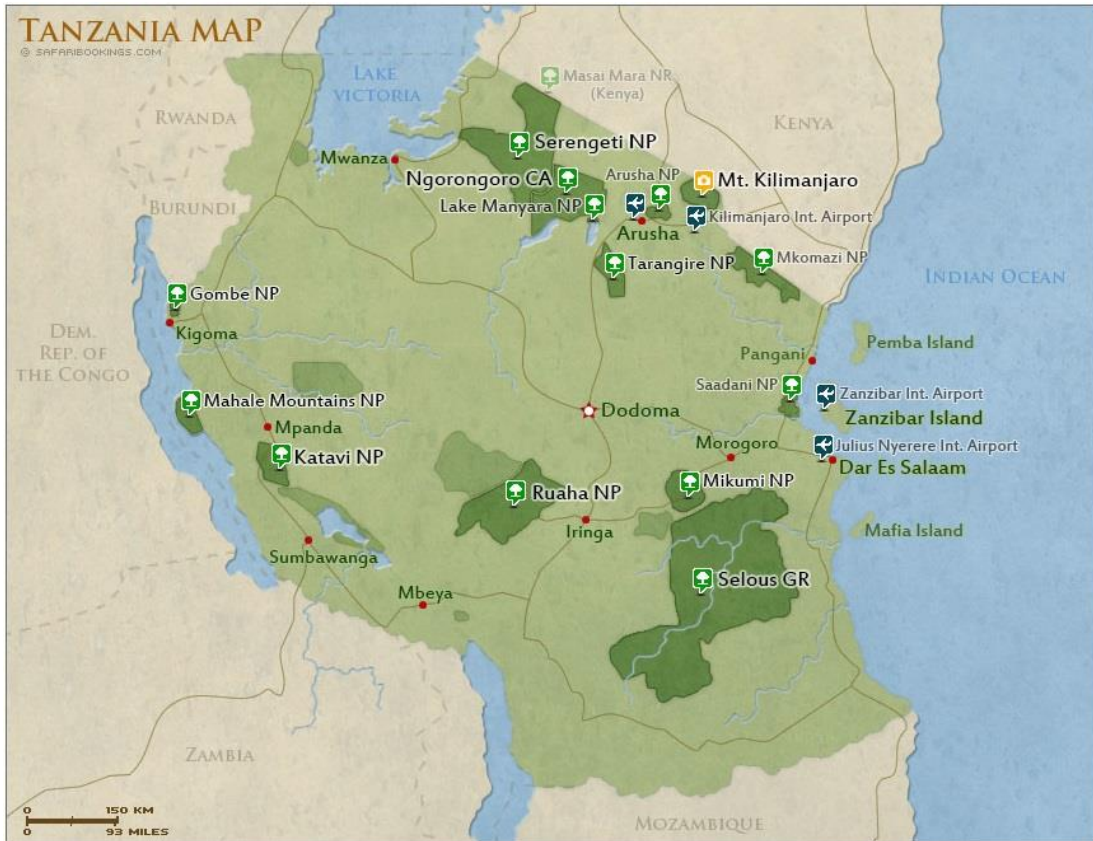 TANZANIA MAP
© SAFARIBOOKINGS.COM
LAKE
VICTORIA
Masai Mara NR
(Kenya)
RWANDA
KENYA
Serengeti NP
Mwanza
Ngorongoro CA
Arusha NP
Mt. Kilimanjaro
Lake Manyara NP
BURUNDI
Kilimanjaro Int. Airport
Arusha
Tarangire NP
Mkomazi NP
INDIAN OCEAN
Gombe NP
Kigoma
DEM.
REP. OF
THE CONGO
Pemba Island
Pangani
Saadani NP
Zanzibar Int. Airport
Mahale Mountains NP
Dodoma
Zanzibar Island
Mpanda
Morogoro
Julius Nyerere Int. Airport
Katavi NP
Dar Es Salaam
Mikumi NP
Ruaha NP
Iringa
Mafia Island
Sumbawanga
Selous GR
Mbeya
ZAMBIA
0 150 KM
0 93 MILES
MOZAMBIQUE